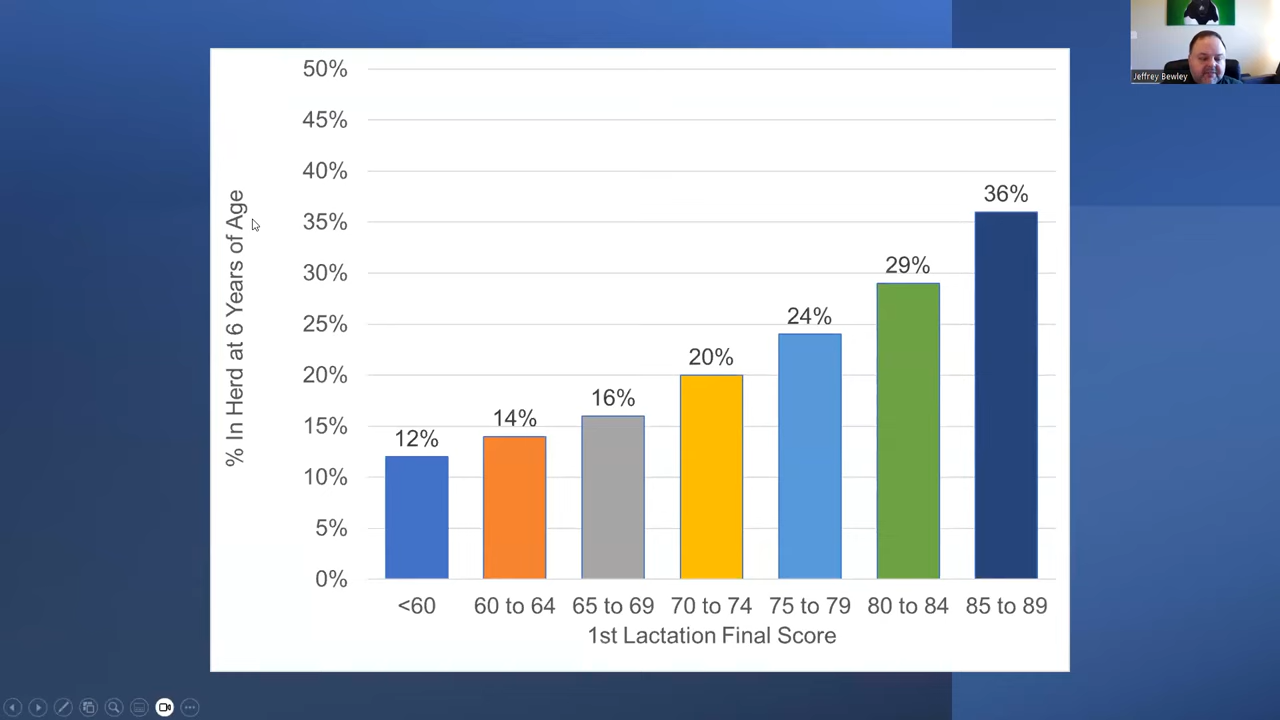 Jeffrey Bewley
50%
45%
40%
35%
30%
25%
20%
15%
10%
5%
0%
% In Herd at 6 Years of Age
12%
14%
16%
20%
24%
29%
36%
<60
60 to 64
65 to 69
70 to 74
75 to 79
80 to 84
85 to 89
1st Lactation Final Score